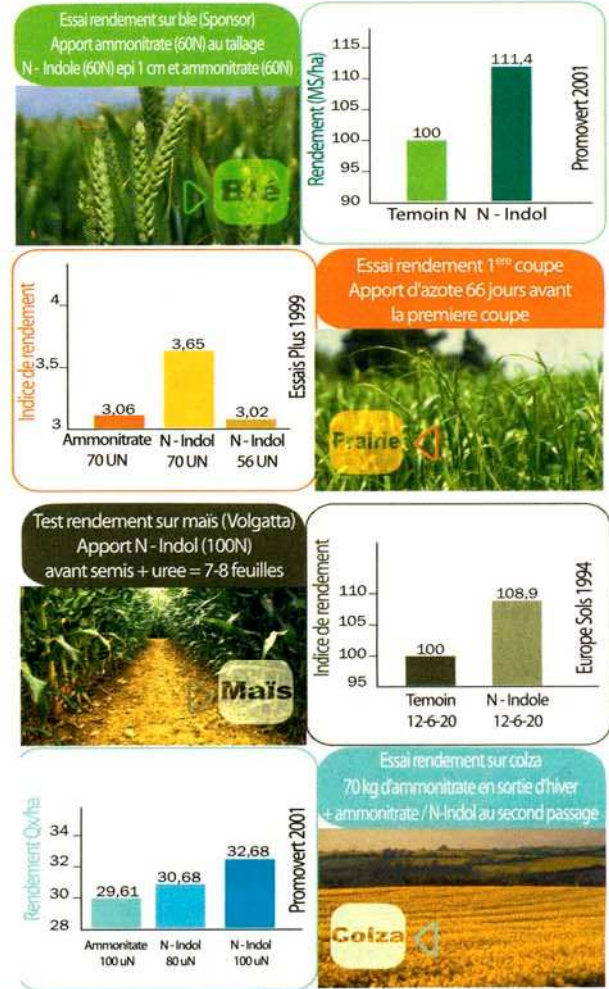 Essai rendement sur ble (Sponsor)
Apport ammonitrate (60N) au tallage
N - Indole (60N) epi 1 cm et ammonitrate (60N)
Blé
Rendement (MS/ha)
115
110
105
100
95
90
100
111,4
Temoin N N - Indol
Promovert 2001
Indice de rendement
4
3,5
3
3,06
3,65
3,02
Ammonitrate N - Indol N - Indol
70 UN 70 UN 56 UN
Essais Plus 1999
Essai rendement 1ere coupe
Apport d'azote 66 jours avant
la premiere coupe
Prairie
Test rendement sur maïs (Volgatta)
Apport N - Indol (100N)
avant semis + uree = 7-8 feuilles
Maïs
Indice de rendement
110
105
100
95
100
108,9
Temoin N - Indole
12-6-20 12-6-20
Europe Sols 1994
Rendement Qx/ha
34
32
30
28
29,61
30,68
32,68
Ammonitate N - Indol N - Indol
100 uN 80 uN 100 uN
Promovert 2001
Essai rendement sur colza
70 kg d'ammonitrate en sortie d'hiver
+ ammonitrate / N-Indol au second passage
Colza